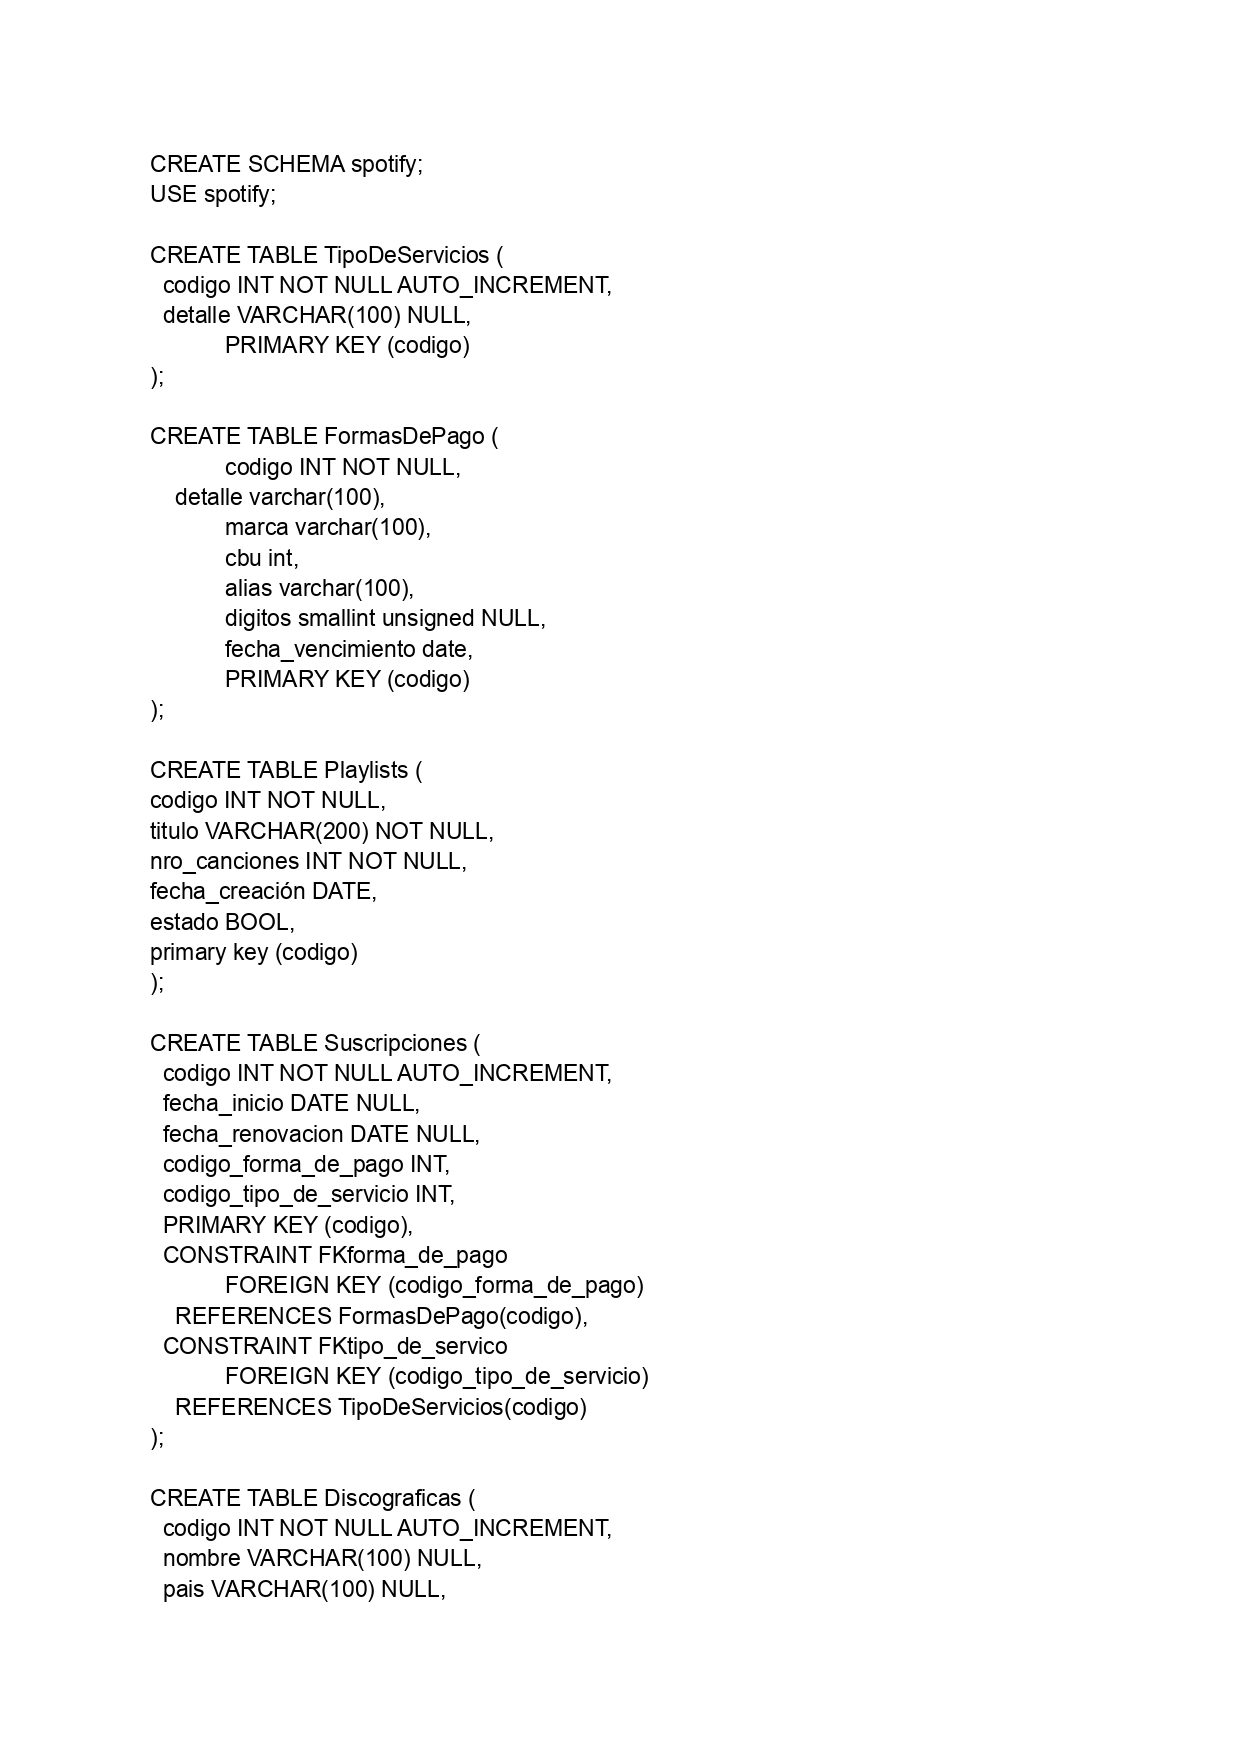 CREATE SCHEMA spotify;
USE spotify;
CREATE TABLE TipoDeServicios (
codigo INT NOT NULL AUTO_INCREMENT,
detalle VARCHAR(100) NULL,
PRIMARY KEY (codigo)
);
CREATE TABLE FormasDePago (
codigo INT NOT NULL,
detalle varchar(100),
marca varchar(100),
cbu int,
alias varchar(100),
digitos smallint unsigned NULL,
fecha_vencimiento date,
PRIMARY KEY (codigo)
);
CREATE TABLE Playlists (
codigo INT NOT NULL,
titulo VARCHAR(200) NOT NULL,
nro_canciones INT NOT NULL,
fecha_creación DATE,
estado BOOL,
primary key (codigo)
);
CREATE TABLE Suscripciones (
codigo INT NOT NULL AUTO_INCREMENT,
fecha_inicio DATE NULL,
fecha_renovacion DATE NULL,
codigo_forma_de_pago INT,
codigo_tipo_de_servicio INT,
PRIMARY KEY (codigo),
CONSTRAINT FKforma_de_pago
FOREIGN KEY (codigo_forma_de_pago)
REFERENCES FormasDePago(codigo),
CONSTRAINT FKtipo_de_servico
FOREIGN KEY (codigo_tipo_de_servicio)
REFERENCES TipoDeServicios(codigo)
);
CREATE TABLE Discograficas (
codigo INT NOT NULL AUTO_INCREMENT,
nombre VARCHAR(100) NULL,
pais VARCHAR(100) NULL,